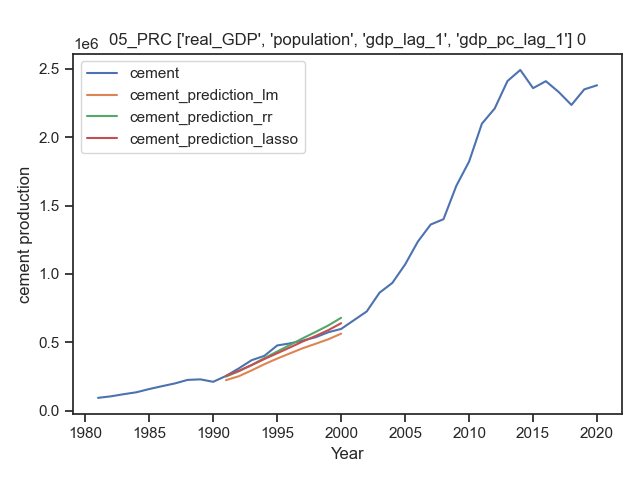 05_PRC ['real_GDP', 'population', 'gdp_lag_1', 'gdp_pc_lag_1'] 0
1e6
cement
cement_prediction_lm
cement_prediction_rr
cement_prediction_lasso
2.5
2.0
1.5
1.0
0.5
0.0
cement production
1980 1985 1990 1995 2000 2005 2010 2015 2020
Year